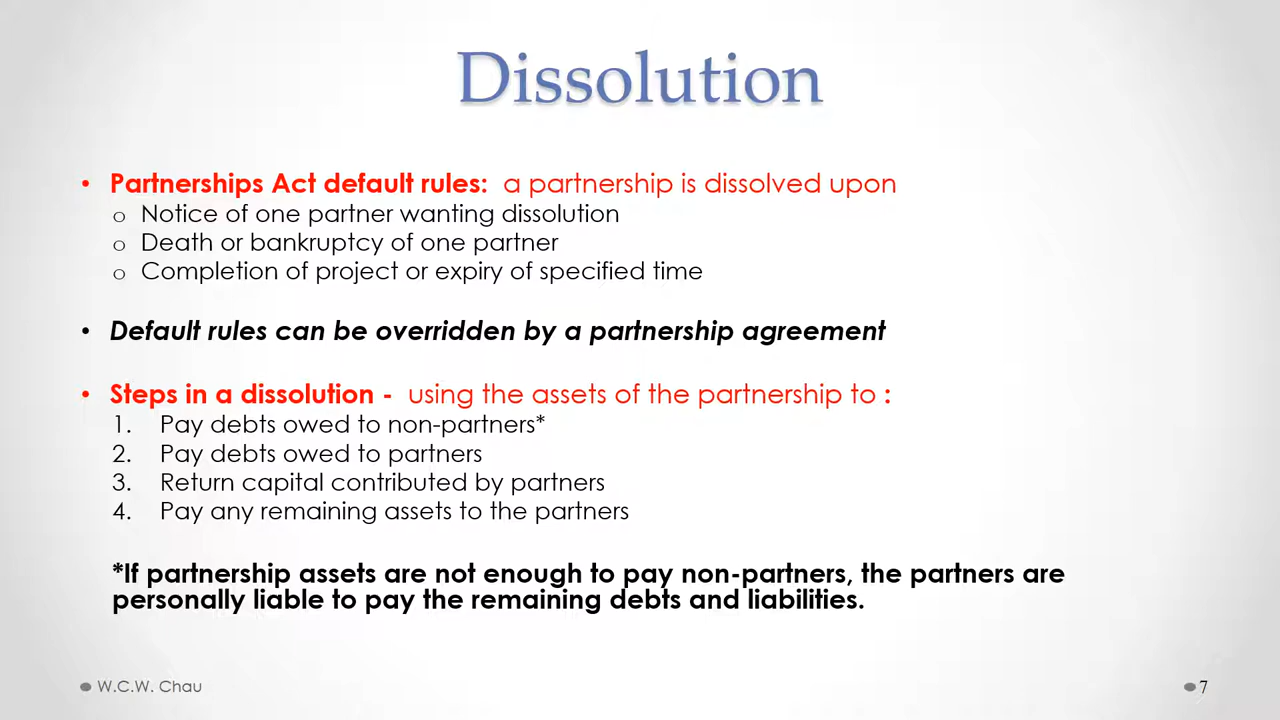 Dissolution
• Partnerships Act default rules: a partnership is dissolved upon
o Notice of one partner wanting dissolution
o Death or bankruptcy of one partner
o Completion of project or expiry of specified time
• Default rules can be overridden by a partnership agreement
• Steps in a dissolution - using the assets of the partnership to :
1. Pay debts owed to non-partners*
2. Pay debts owed to partners
3. Return capital contributed by partners
4. Pay any remaining assets to the partners
*If partnership assets are not enough to pay non-partners, the partners are
personally liable to pay the remaining debts and liabilities.
W.C.W. Chau
7